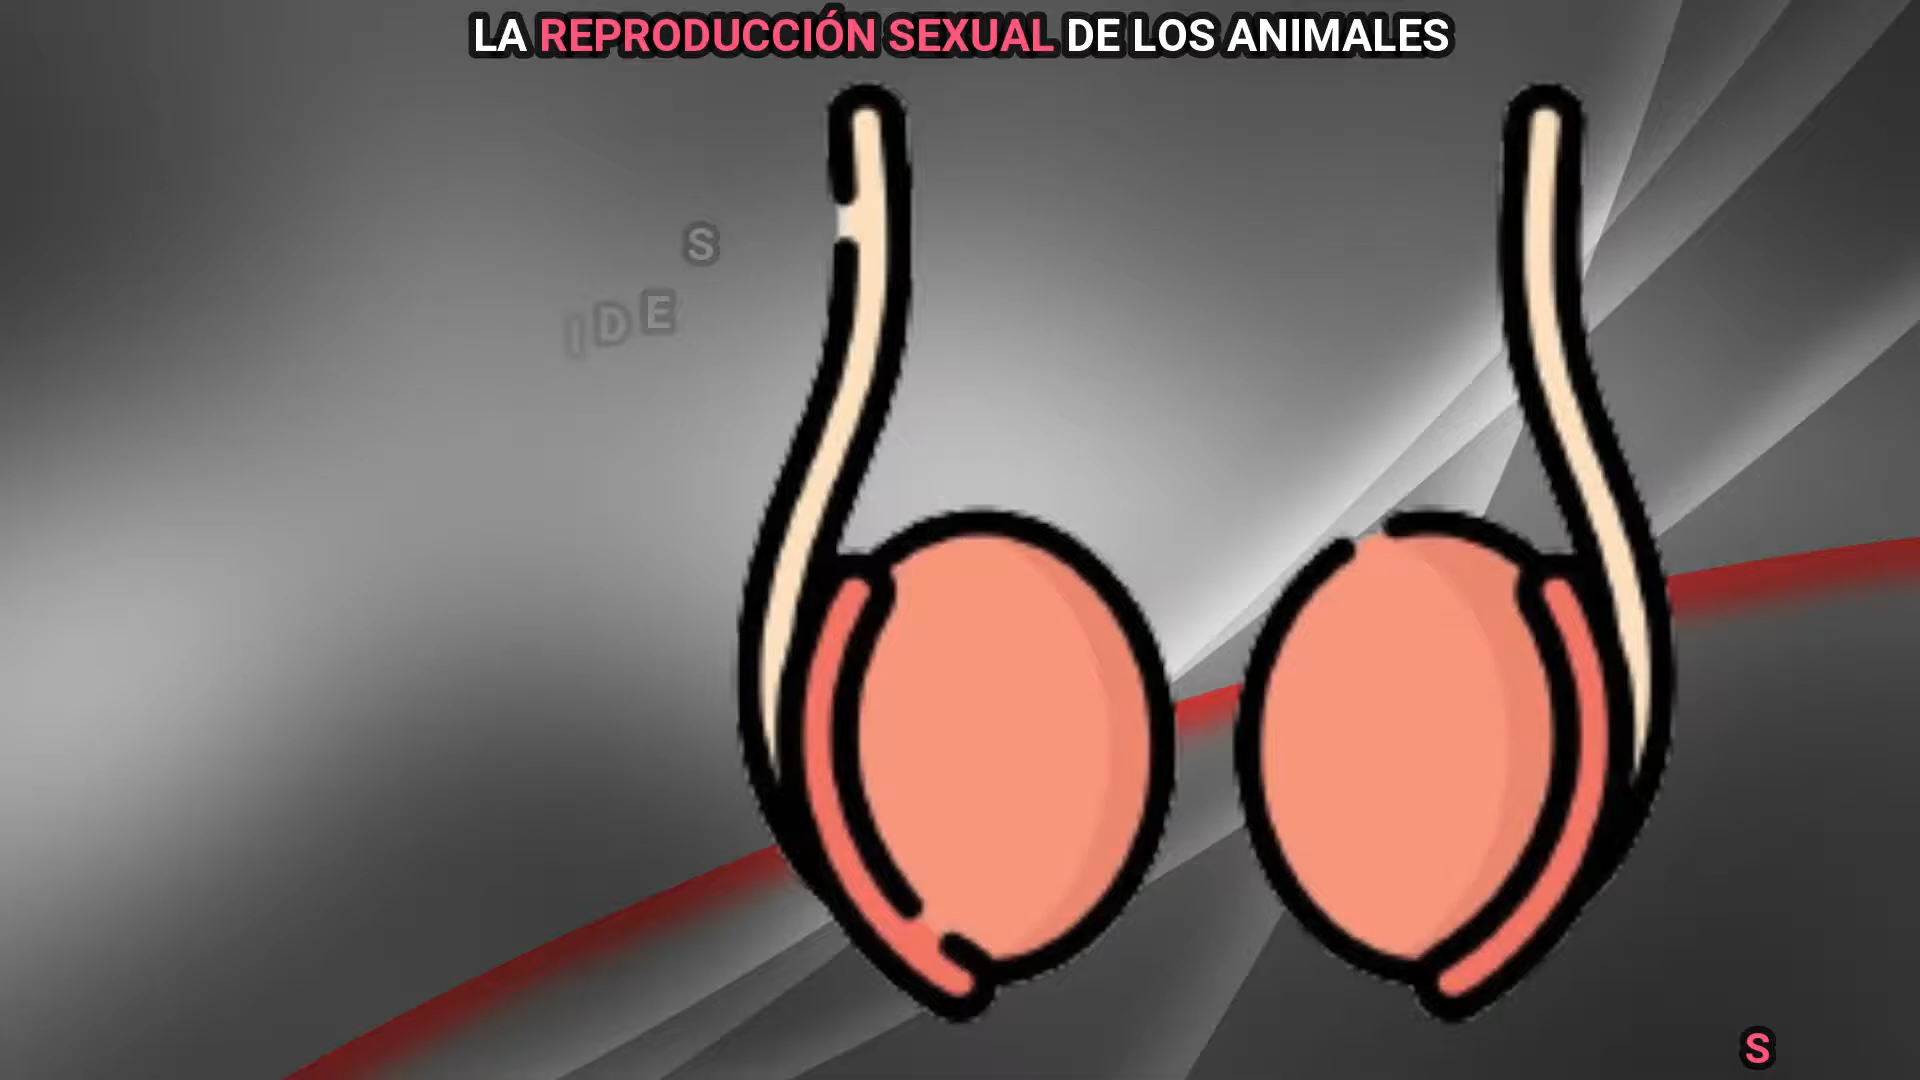 LA REPRODUCCIÓN SEXUAL DE LOS ANIMALES
S
I D E
S